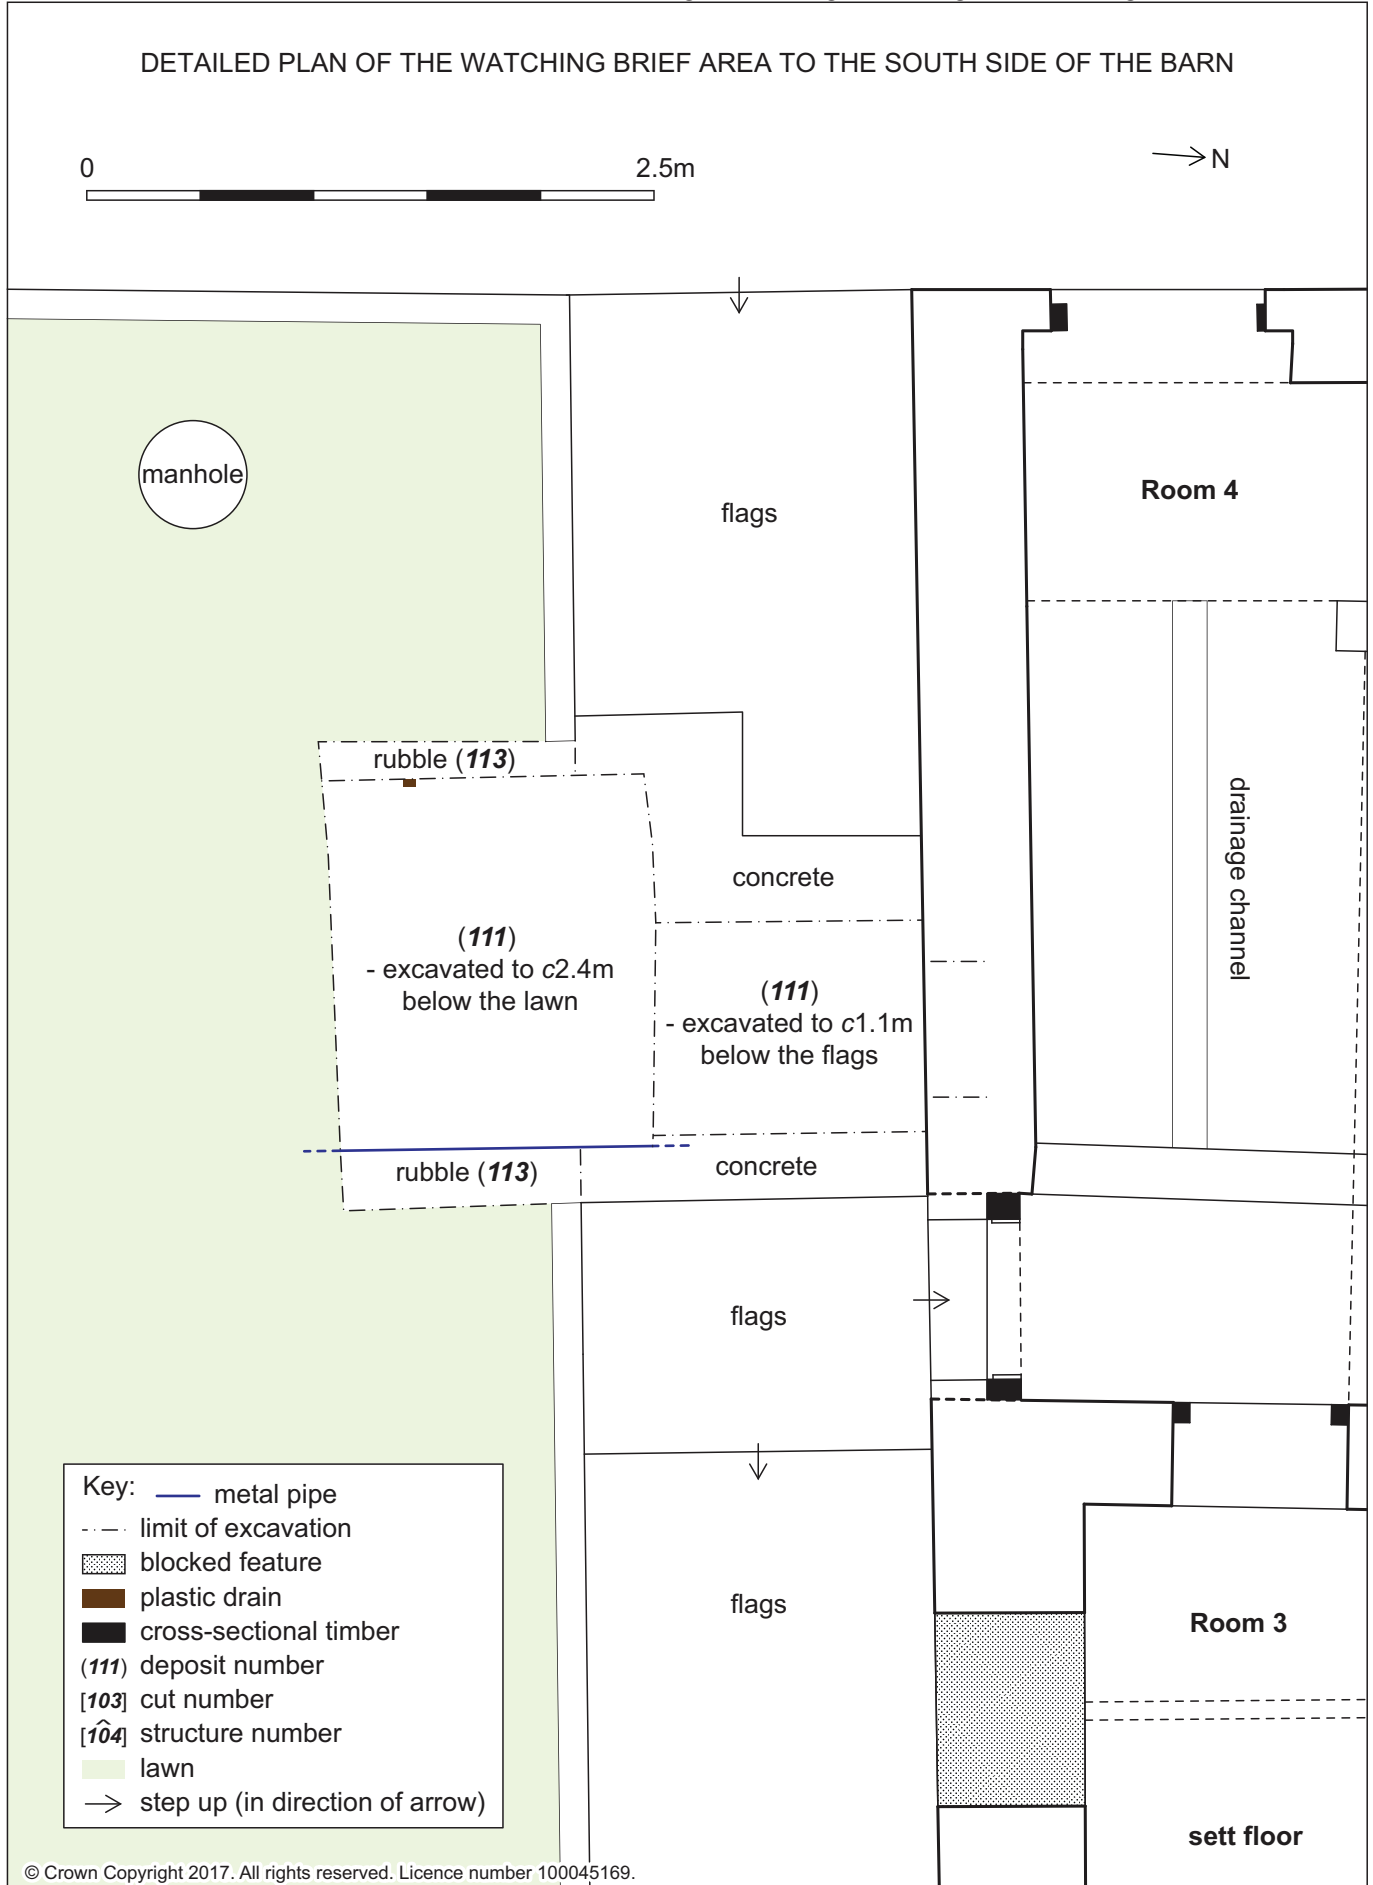 DETAILED PLAN OF THE WATCHING BRIEF AREA TO THE SOUTH SIDE OF THE BARN
0
2.5m
N
manhole
flags
Room 4
rubble (113)
drainage channel
concrete
(111)
- excavated to c2.4m
below the lawn
(111)
- excavated to c1.1m
below the flags
rubble (113)
concrete
flags
flags
Room 3
sett floor
Key:
metal pipe
limit of excavation
blocked feature
plastic drain
cross-sectional timber
(111) deposit number
[103] cut number
[104] structure number
lawn
step up (in direction of arrow)
© Crown Copyright 2017. All rights reserved. Licence number 100045169.